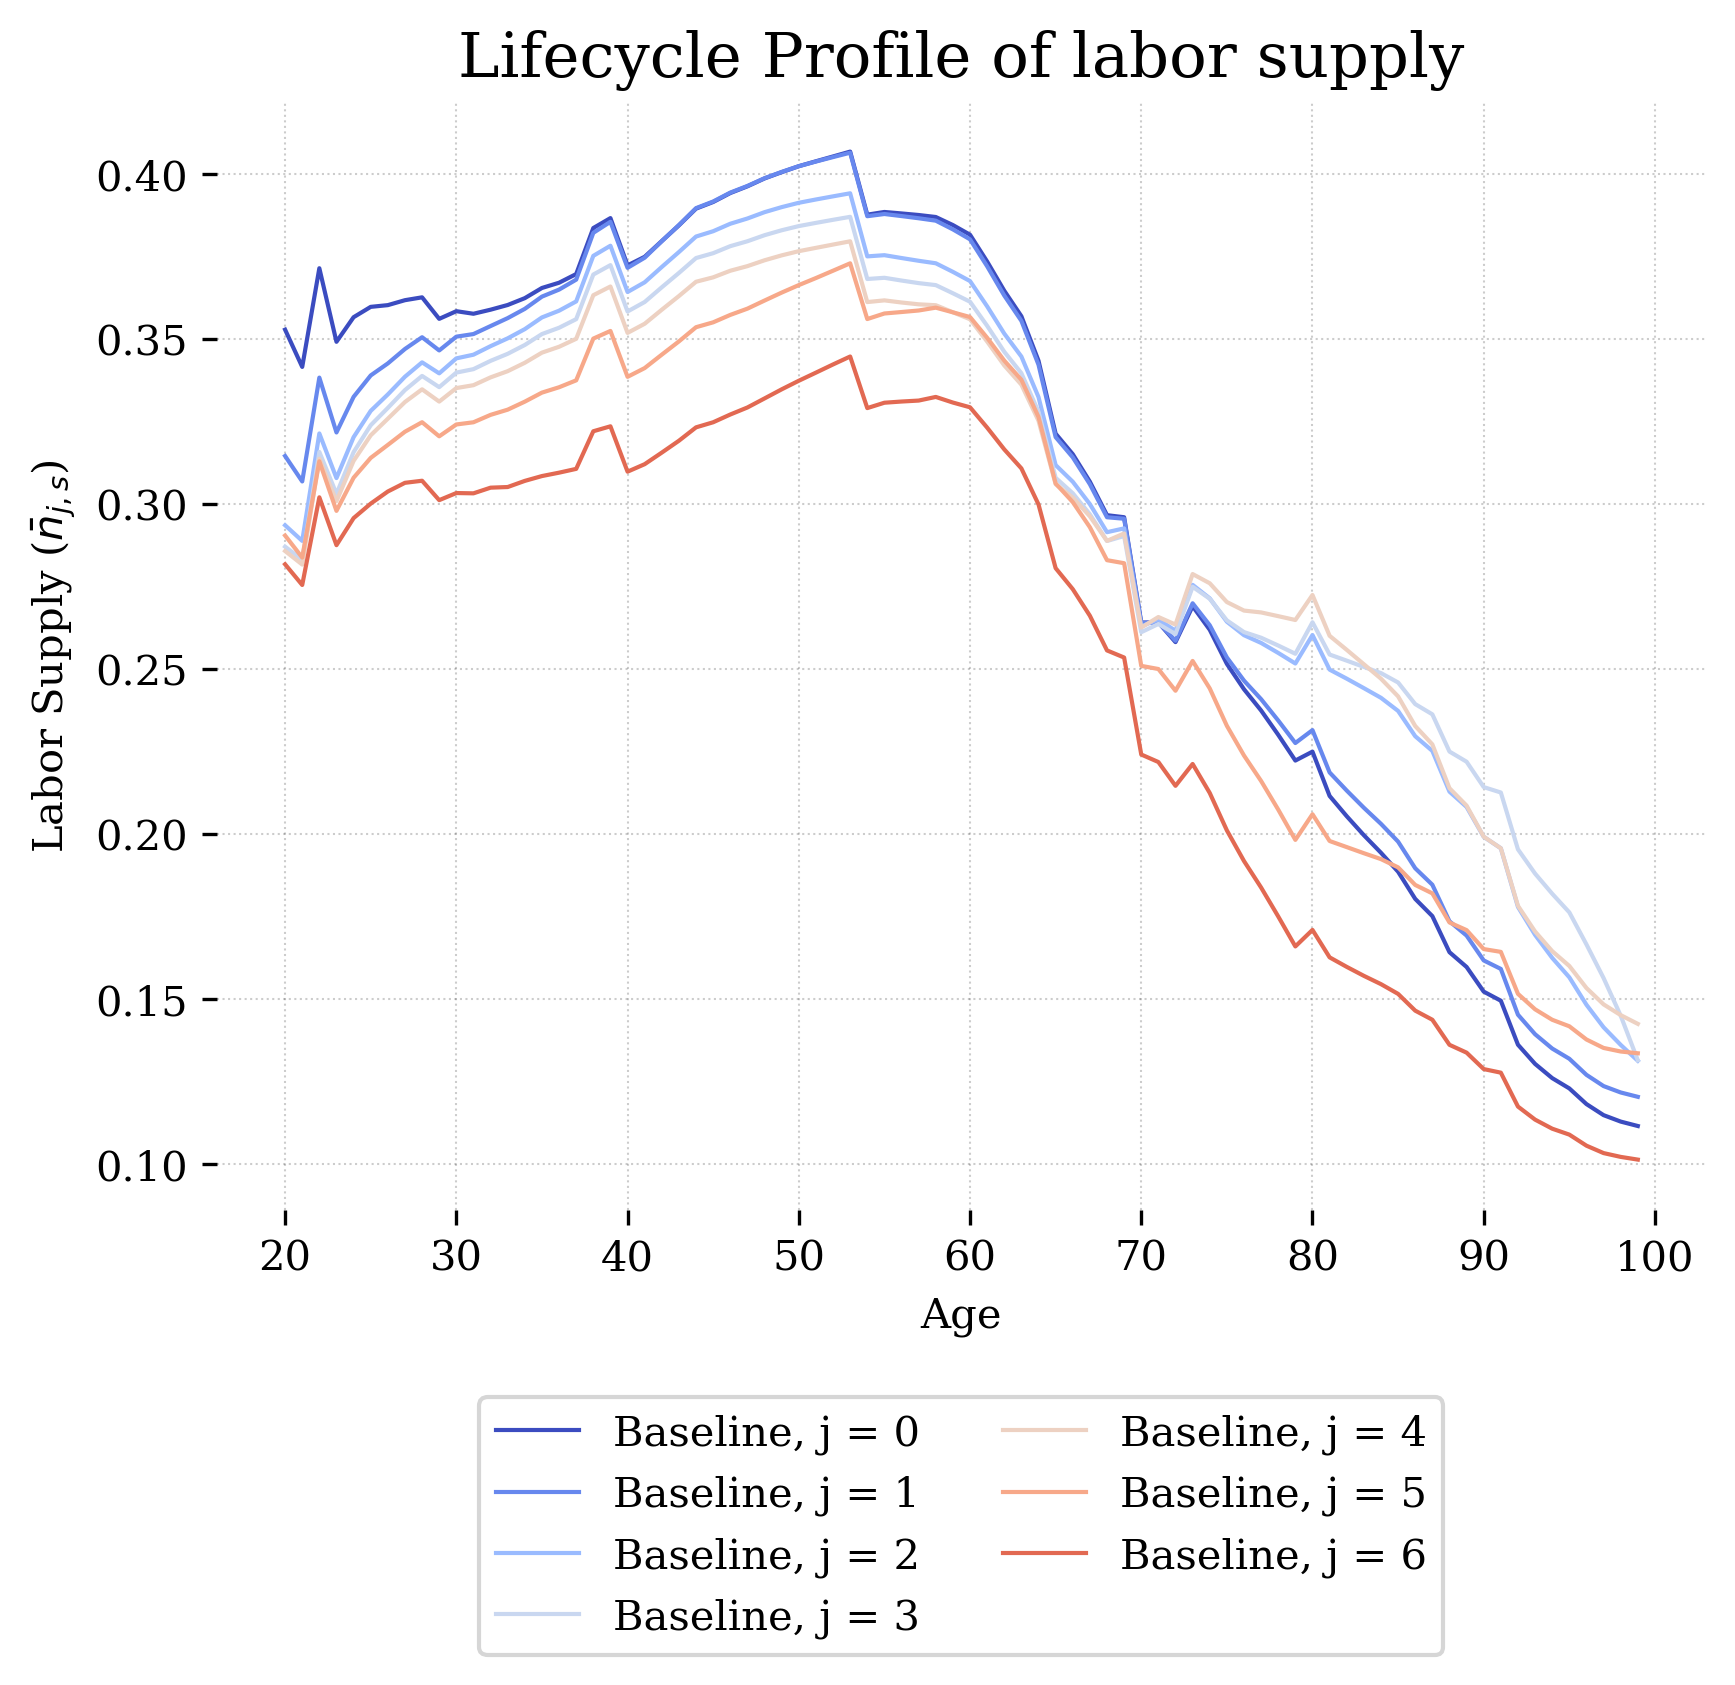 Lifecycle Profile of labor supply
Labor Supply ($\bar{n}_{j,s}$)
0.40
0.35
0.30
0.25
0.20
0.15
0.10
20 30 40 50 60 70 80 90 100
Age
Baseline, j = 0
Baseline, j = 1
Baseline, j = 2
Baseline, j = 3
Baseline, j = 4
Baseline, j = 5
Baseline, j = 6